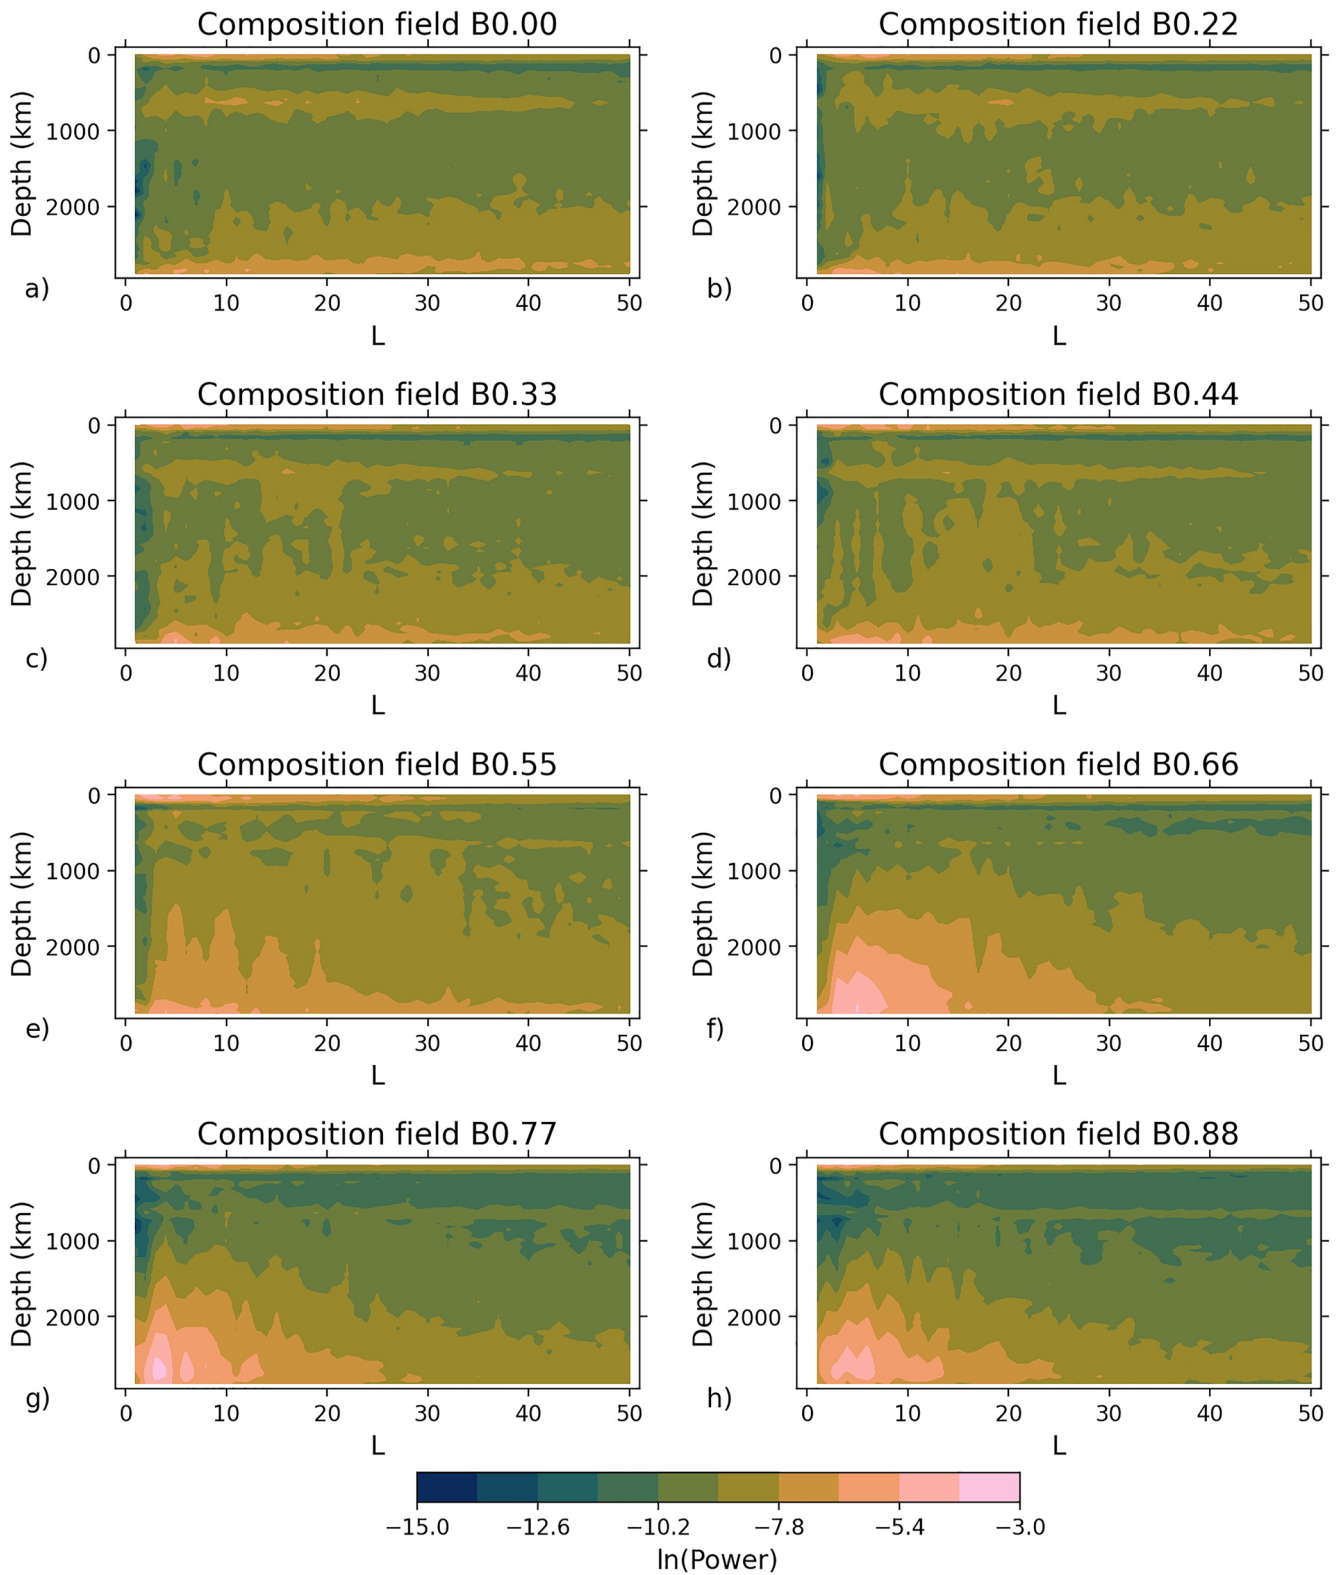 Composition field B0.00
Composition field B0.22
0
1000
2000
Depth (km)
a)
0 10 20 30 40 50
L
0
1000
2000
Depth (km)
b)
0 10 20 30 40 50
L
Composition field B0.33
Composition field B0.44
0
1000
2000
Depth (km)
c)
0 10 20 30 40 50
L
0
1000
2000
Depth (km)
d)
0 10 20 30 40 50
L
Composition field B0.55
Composition field B0.66
0
1000
2000
Depth (km)
e)
0 10 20 30 40 50
L
0
1000
2000
Depth (km)
f)
0 10 20 30 40 50
L
Composition field B0.77
Composition field B0.88
0
1000
2000
Depth (km)
g)
0 10 20 30 40 50
L
0
1000
2000
Depth (km)
h)
0 10 20 30 40 50
L
−15.0 −12.6 −10.2 −7.8 −5.4 −3.0
ln(Power)